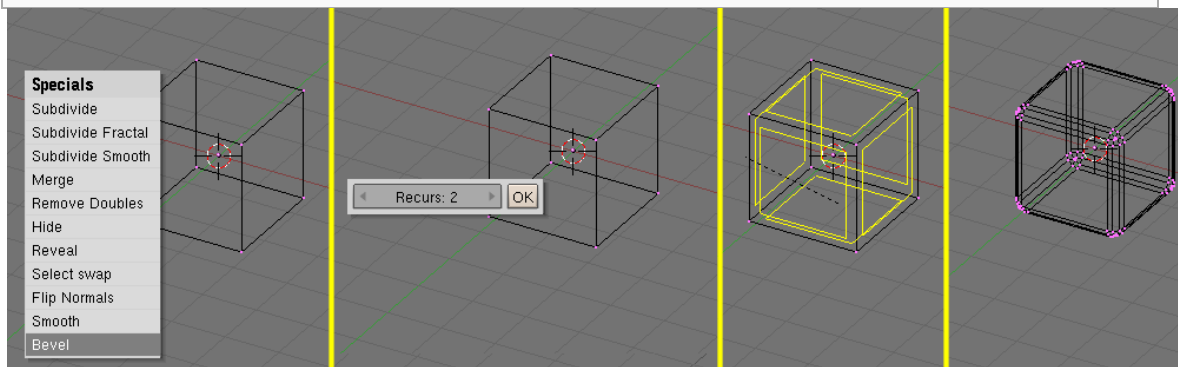 Specials
Subdivide
Subdivide Fractal
Subdivide Smooth
Merge
Remove Doubles
Hide
Reveal
Select swap
Flip Normals
Smooth
Bevel
Recurs: 2 OK